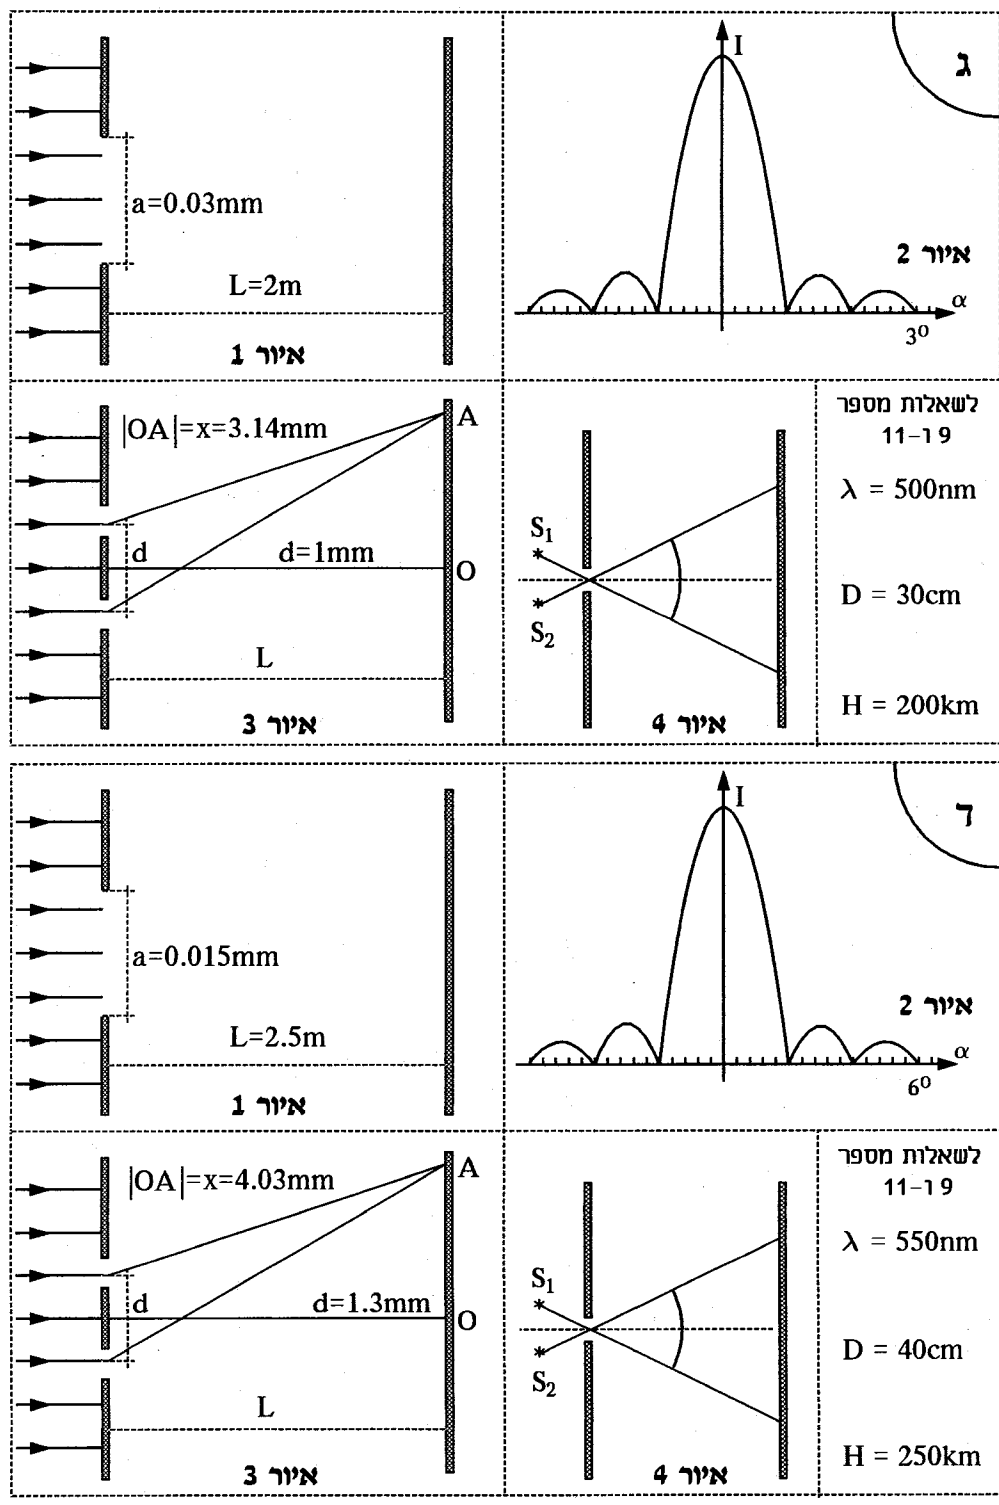 ג
a=0.03mm
L=2m
איור 1
I
איור 2
α
3⁰
|OA|=x=3.14mm
A
d
d=1mm
O
L
איור 3
S₁
S₂
איור 4
לשאלות מספר
9 ו-11
λ = 500nm
D = 30cm
H = 200km
ד
a=0.015mm
L=2.5m
איור 1
I
איור 2
α
6⁰
|OA|=x=4.03mm
A
d
d=1.3mm
O
L
איור 3
S₁
S₂
איור 4
לשאלות מספר
9 ו-11
λ = 550nm
D = 40cm
H = 250km